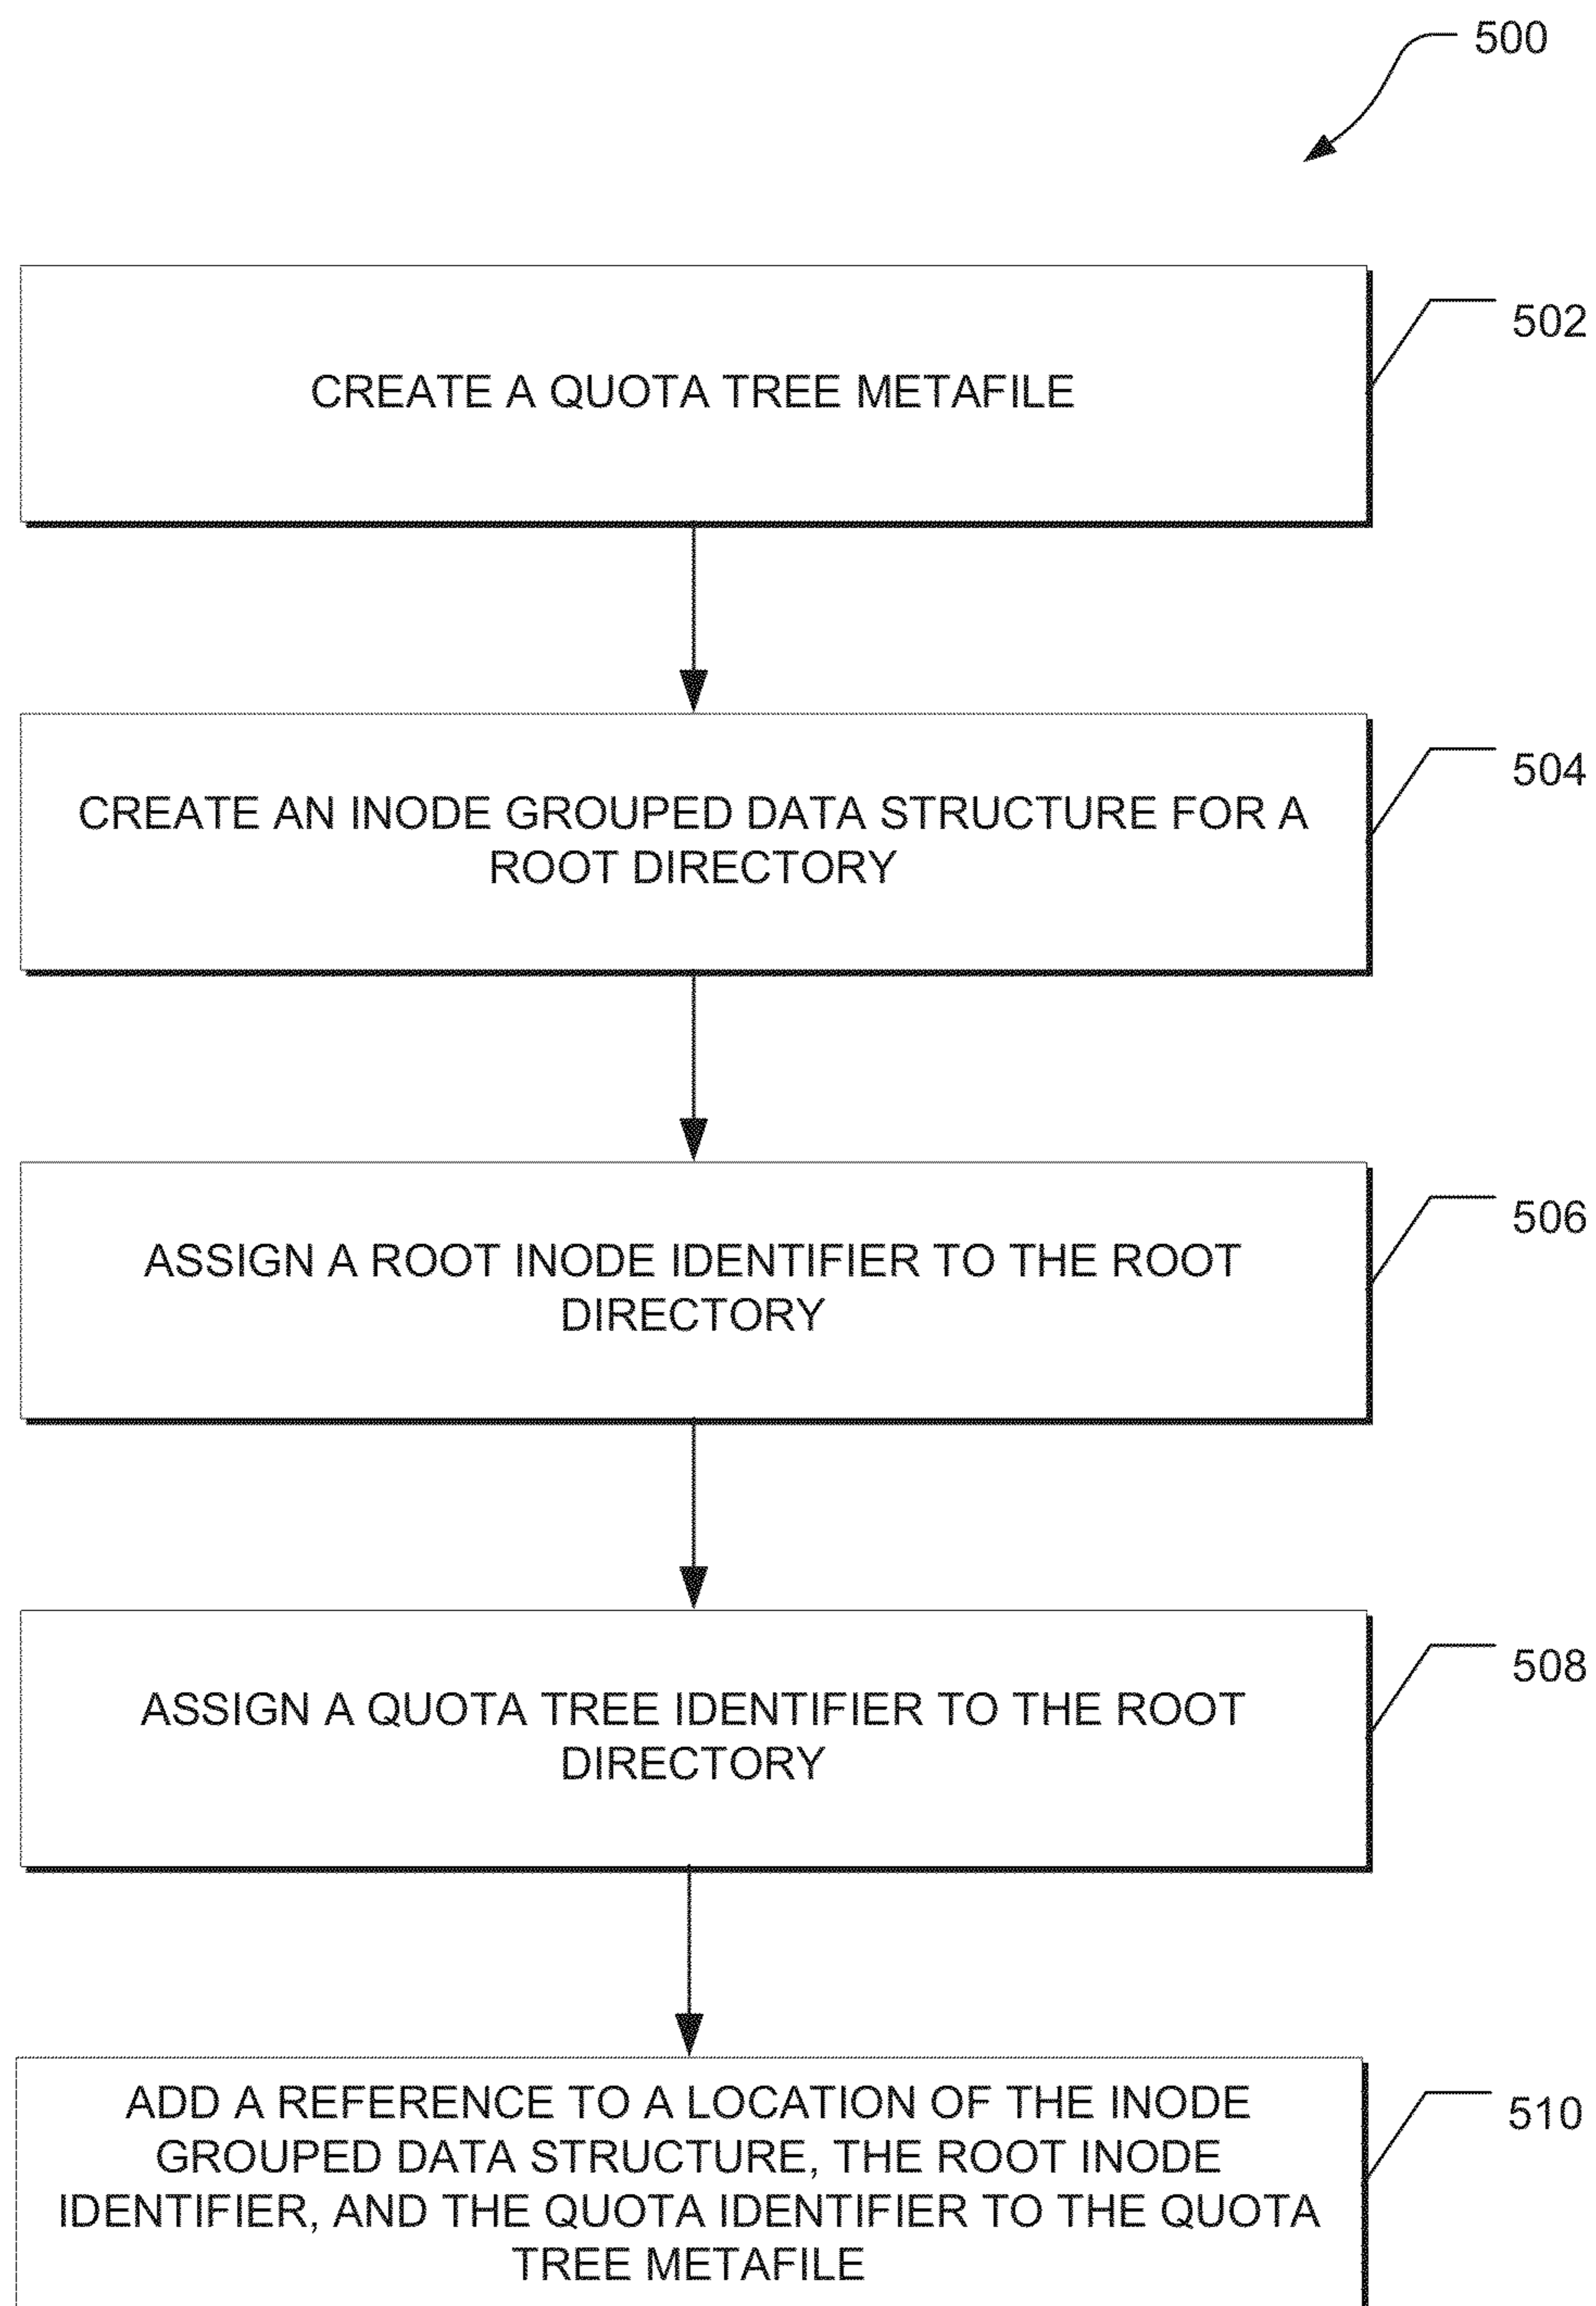 500
CREATE A QUOTA TREE METAFILE
502
CREATE AN INODE GROUPED DATA STRUCTURE FOR A
ROOT DIRECTORY
504
ASSIGN A ROOT INODE IDENTIFIER TO THE ROOT
DIRECTORY
506
ASSIGN A QUOTA TREE IDENTIFIER TO THE ROOT
DIRECTORY
508
ADD A REFERENCE TO A LOCATION OF THE INODE
GROUPED DATA STRUCTURE, THE ROOT INODE
IDENTIFIER, AND THE QUOTA IDENTIFIER TO THE QUOTA
TREE METAFILE
510